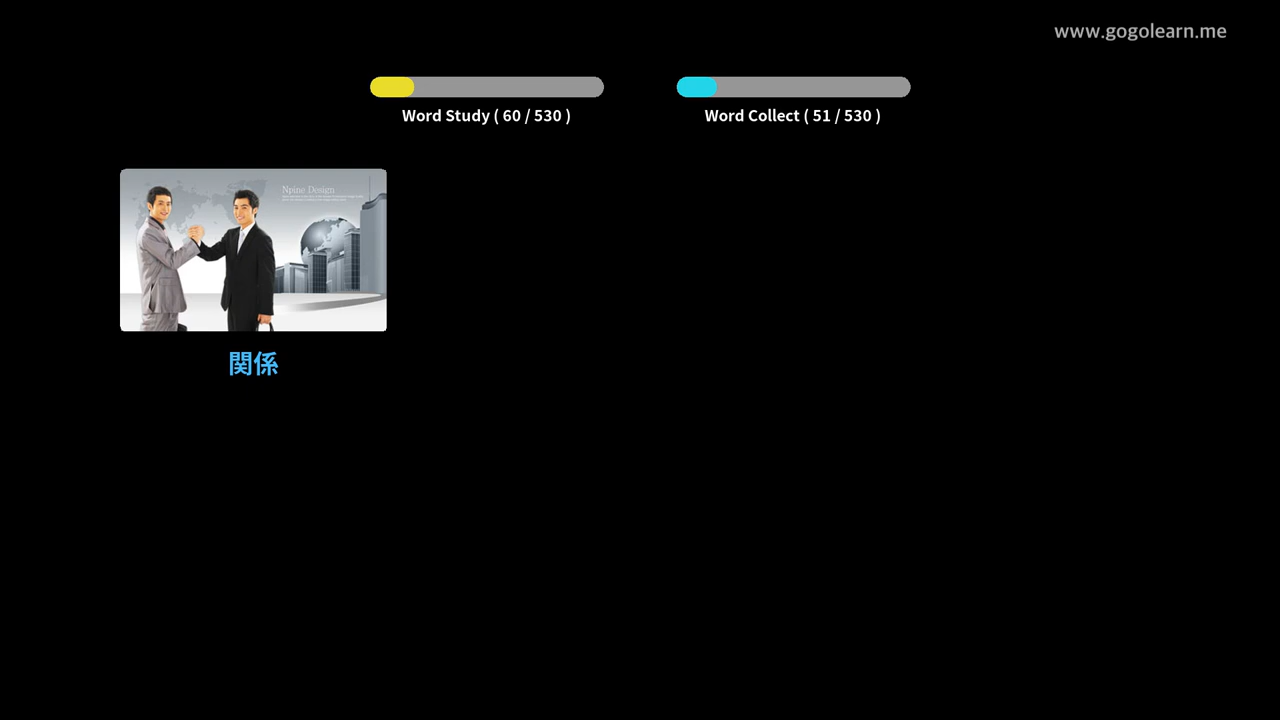 www.gogolearn.me
Word Study ( 60 / 530 )
Word Collect ( 51 / 530 )
Npine Design
関係